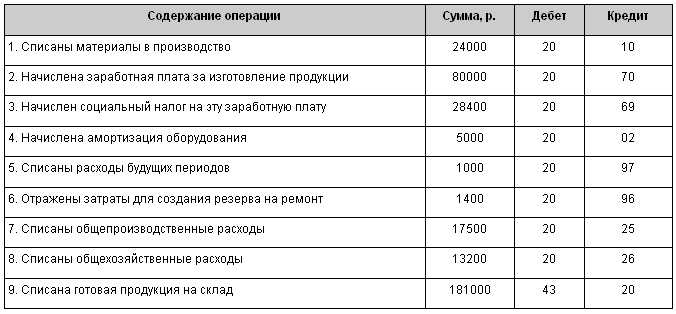 Содержание операции Сумма, р. Дебет Кредит
1. Списаны материалы в производство 24000 20 10
2. Начислена заработная плата за изготовление продукции 80000 20 70
3. Начислен социальный налог на эту заработную плату 28400 20 69
4. Начислена амортизация оборудования 5000 20 02
5. Списаны расходы будущих периодов 1000 20 97
6. Отражены затраты для создания резерва на ремонт 1400 20 96
7. Списаны общепроизводственные расходы 17500 20 25
8. Списаны общехозяйственные расходы 13200 20 26
9. Списана готовая продукция на склад 181000 43 20